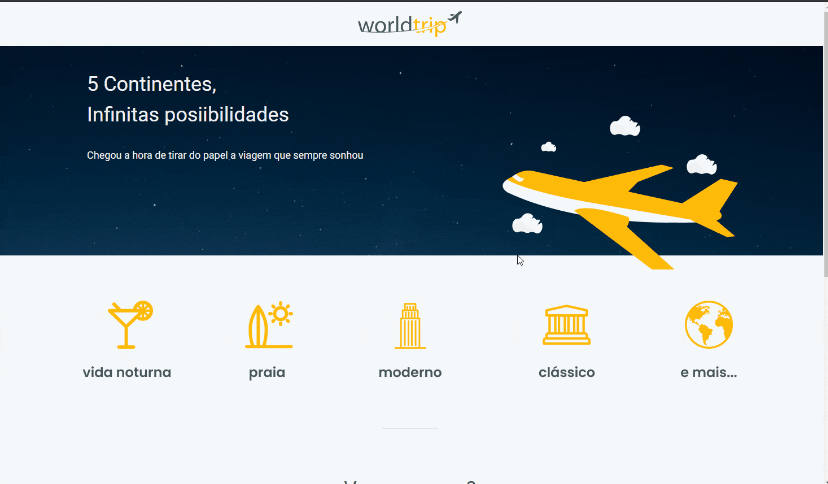 worldtrip
5 Continentes,
Infinitas posiibilidades
Chegou a hora de tirar do papel a viagem que sempre sonhou
vida noturna
praia
moderno
clássico
e mais...